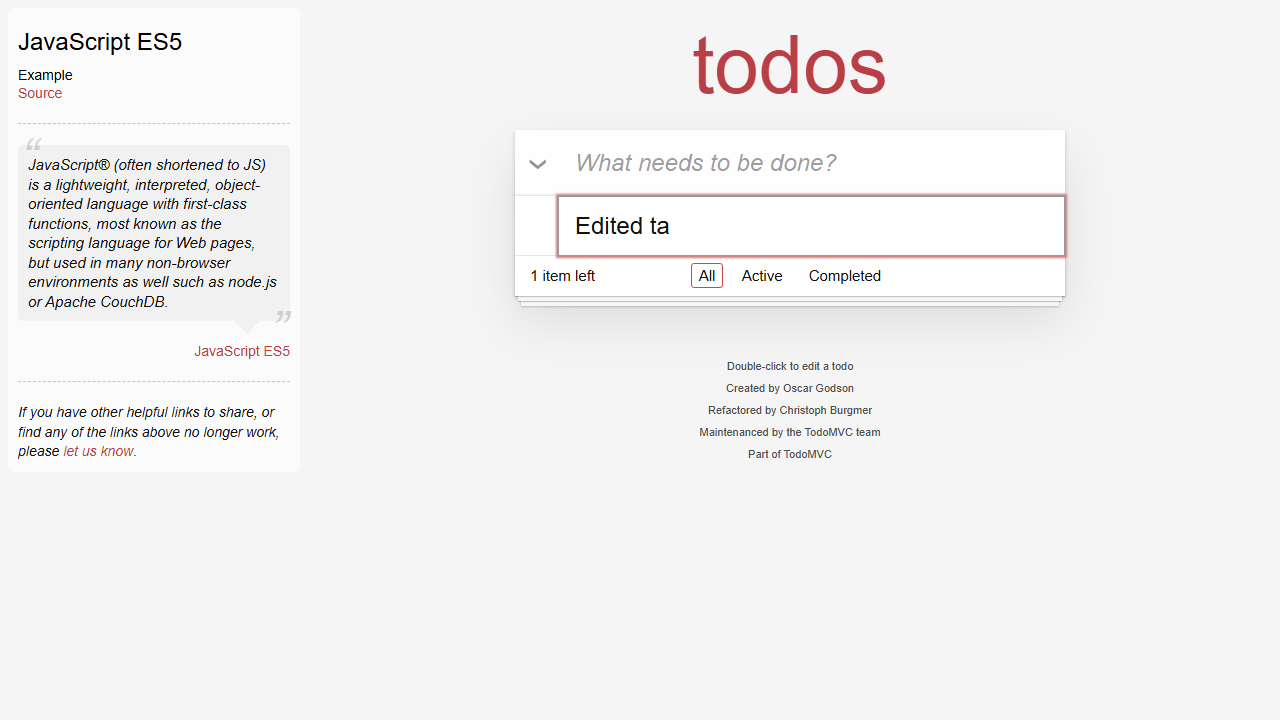 JavaScript ES5
Example
Source
“
JavaScript® (often shortened to JS)
is a lightweight, interpreted, object-
oriented language with first-class
functions, most known as the
scripting language for Web pages,
but used in many non-browser
environments as well such as node.js
or Apache CouchDB.
”
JavaScript ES5
If you have other helpful links to share, or
find any of the links above no longer work,
please let us know.
todos
What needs to be done?
Edited ta
1 item left All Active Completed
Double-click to edit a todo
Created by Oscar Godson
Refactored by Christoph Burgmer
Maintenanced by the TodoMVC team
Part of TodoMVC